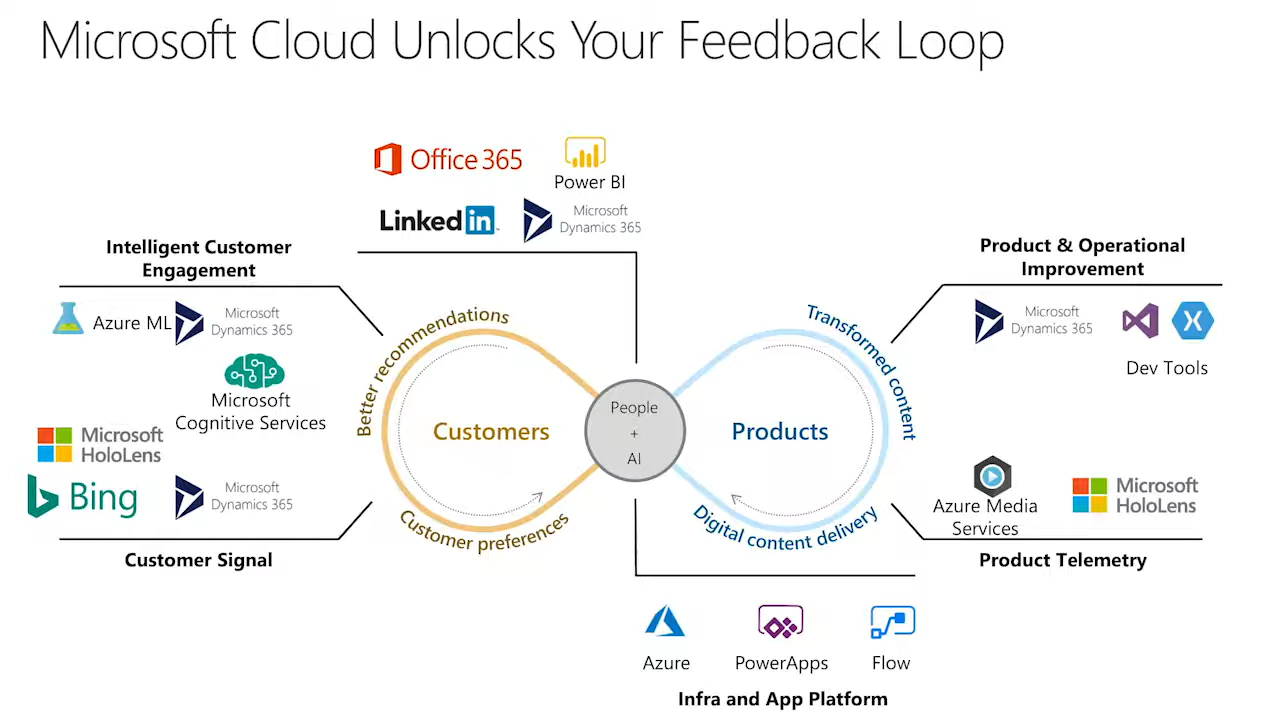 Microsoft Cloud Unlocks Your Feedback Loop
Office 365
Power BI
LinkedIn
Microsoft
Dynamics 365
Intelligent Customer
Engagement
Azure ML
Microsoft
Dynamics 365
Microsoft
Cognitive Services
Microsoft
HoloLens
Bing
Microsoft
Dynamics 365
Customer Signal
Better recommendations
Customers
Customer preferences
People
+
AI
Transformed content
Products
Digital content delivery
Product & Operational
Improvement
Microsoft
Dynamics 365
Dev Tools
Azure Media
Services
Microsoft
HoloLens
Product Telemetry
Azure
PowerApps
Flow
Infra and App Platform